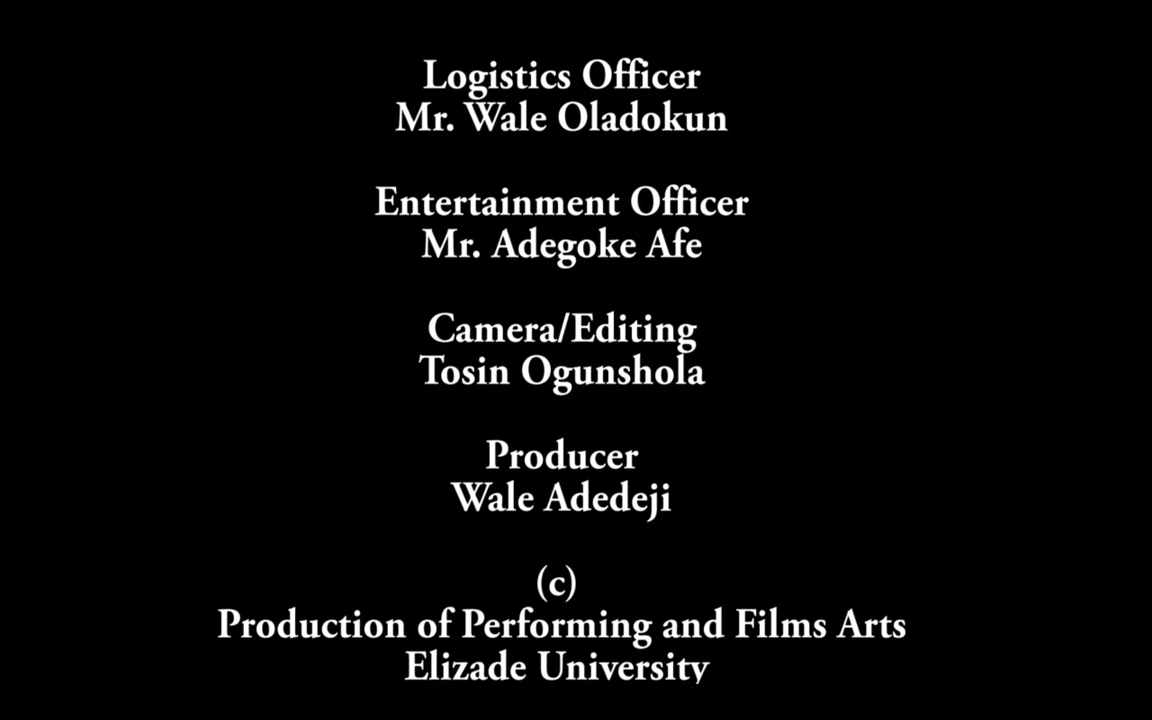 Logistics Officer
Mr. Wale Oladokun
Entertainment Officer
Mr. Adegoke Afe
Camera/Editing
Tosin Ogunshola
Producer
Wale Adedeji
(c)
Production of Performing and Films Arts
Elizade University